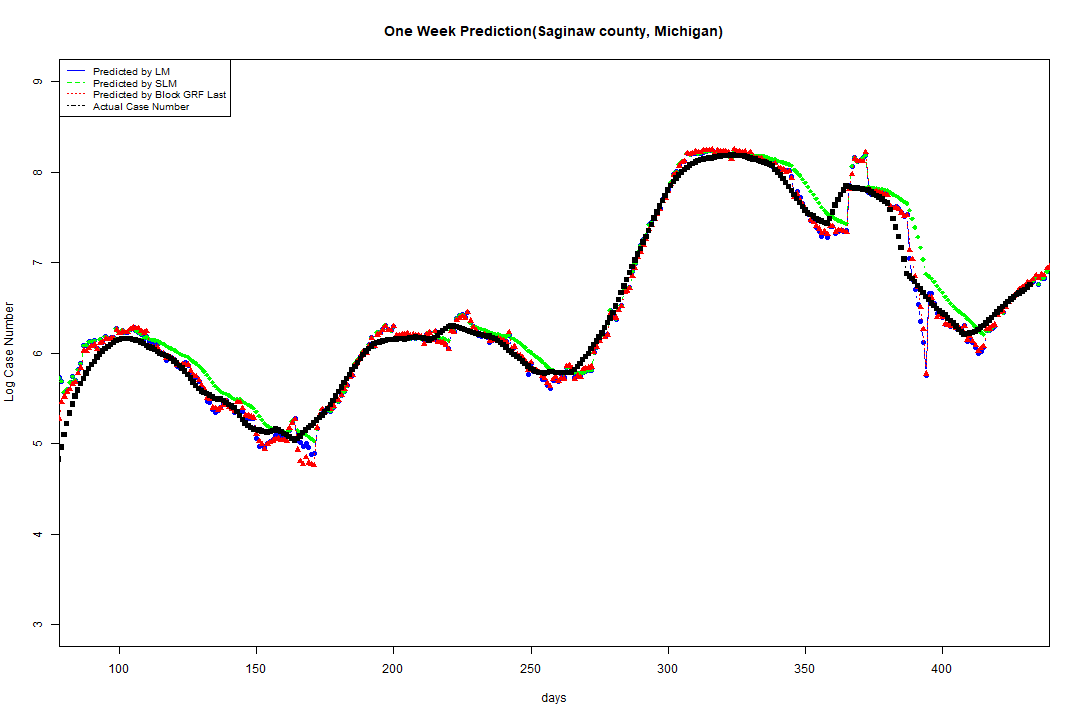 One Week Prediction(Saginaw county, Michigan)
Predicted by LM
Predicted by SLM
Predicted by Block GRF Last
Actual Case Number
9
8
7
6
5
4
3
Log Case Number
100 150 200 250 300 350 400
days